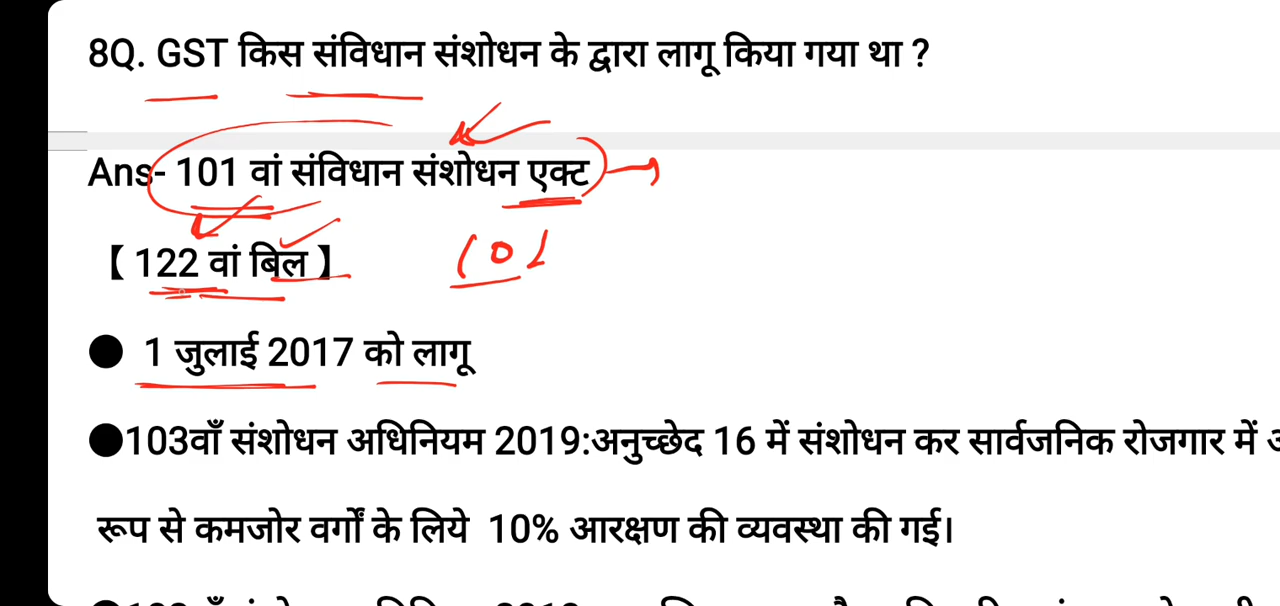 8Q. GST किस संविधान संशोधन के द्वारा लागू किया गया था ?
Ans- 101 वां संविधान संशोधन एक्ट
【 122 वां बिल 】 101
● 1 जुलाई 2017 को लागू
●103वाँ संशोधन अधिनियम 2019:अनुच्छेद 16 में संशोधन कर सार्वजनिक रोजगार में
रूप से कमजोर वर्गों के लिये 10% आरक्षण की व्यवस्था की गई।